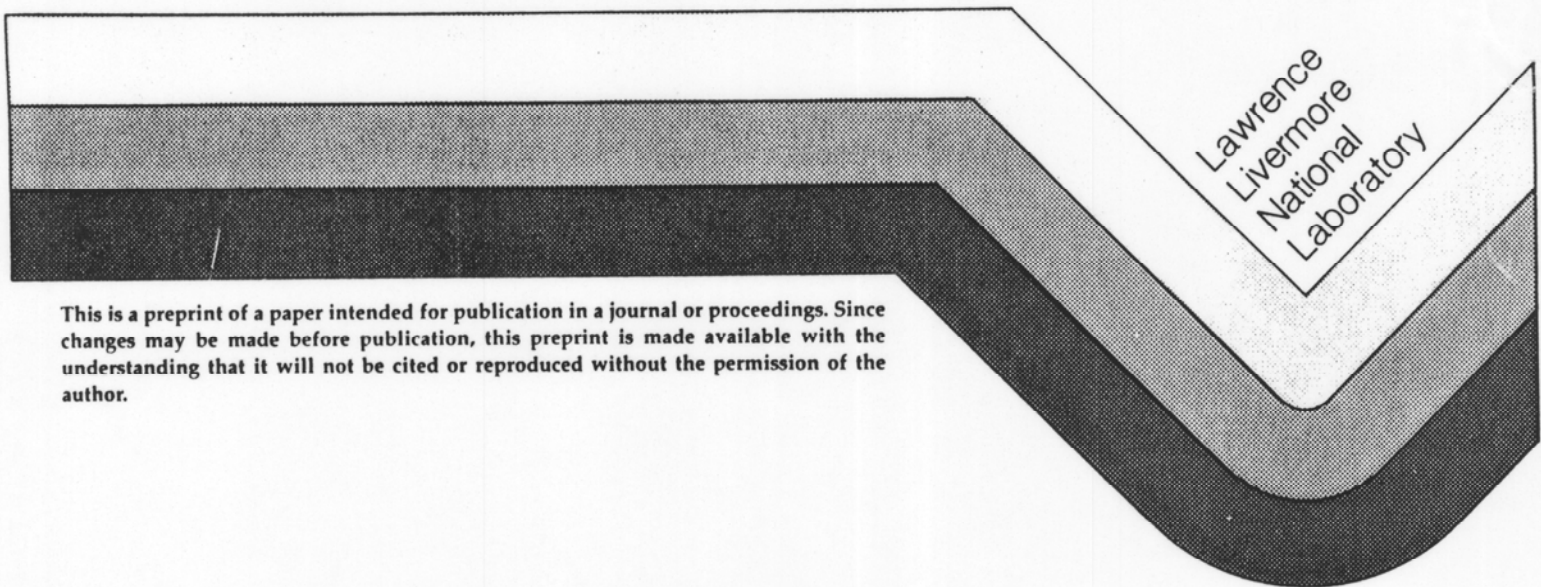 Lawrence
Livermore
National
Laboratory
This is a preprint of a paper intended for publication in a journal or proceedings. Since
changes may be made before publication, this preprint is made available with the
understanding that it will not be cited or reproduced without the permission of the
author.